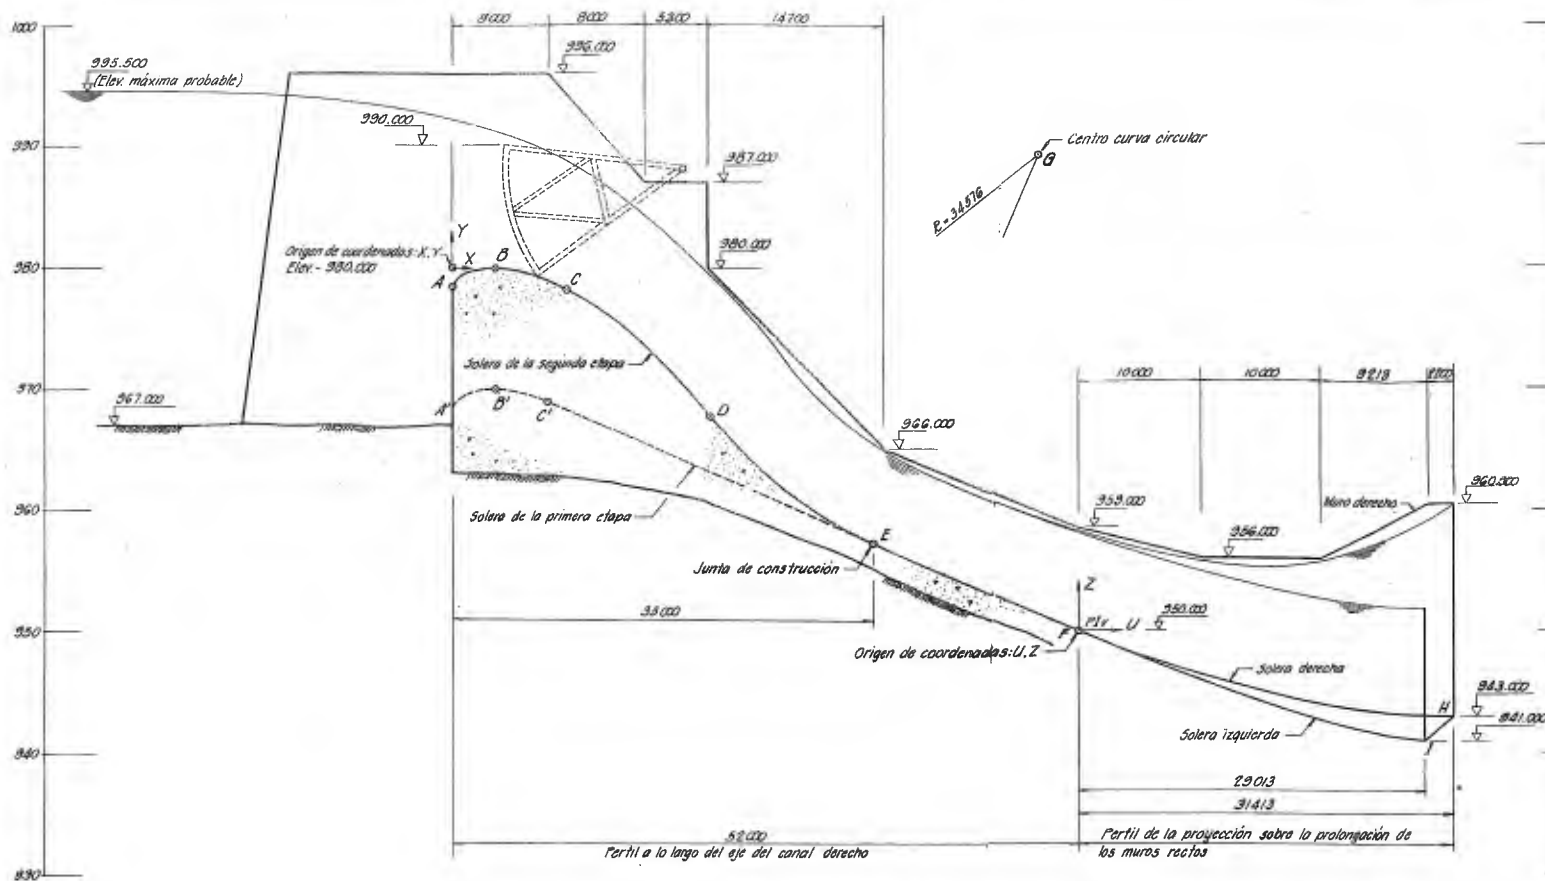 8000
8000
5300
14700
1000
996.000
995.500
(Elev. máxima probable)
990.000
990
987.000
Centro curva circular
G
R=34576
Y
Origen de coordenadas: X, Y
X
B
Elev.- 980.000
980
980.000
A
C
Solera de la segunda etapa
970
967.000
A'
B'
C'
D
10000
10000
2400
966.000
960.000
960
Solera de la primera etapa
959.000
956.000
Muro derecho
E
Junta de construcción
Z
950.000
950
F
PIv
U
Origen de coordenadas: U, Z
Solera derecha
H
943.000
941.000
Solera izquierda
I
940
29013
31413
52000
Perfil a lo largo del eje del canal derecho
Perfil de la proyección sobre la prolongación de
los muros rectos
930